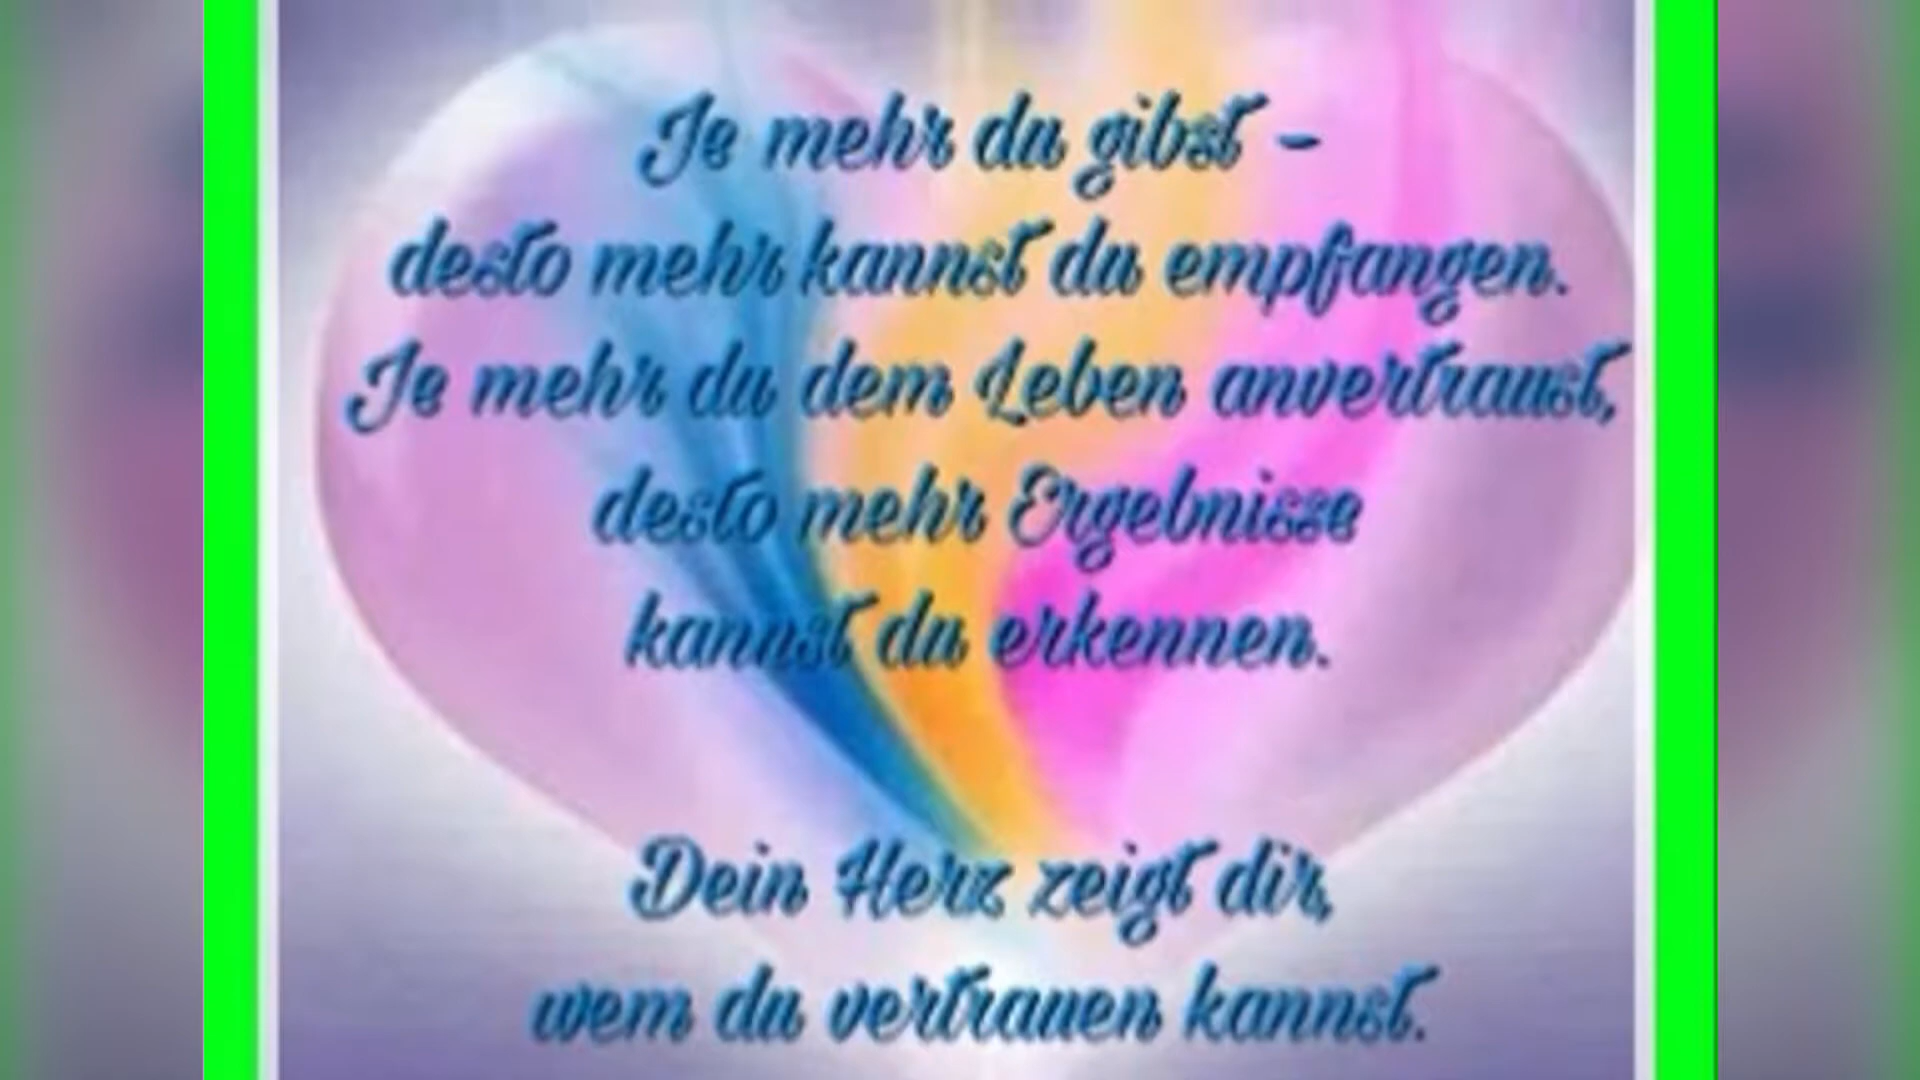 Je mehr du gibst -
desto mehr kannst du empfangen.
Je mehr du dem Leben anvertraust,
desto mehr Ergebnisse
kannst du erkennen.
Dein Herz zeigt dir,
wem du vertrauen kannst.